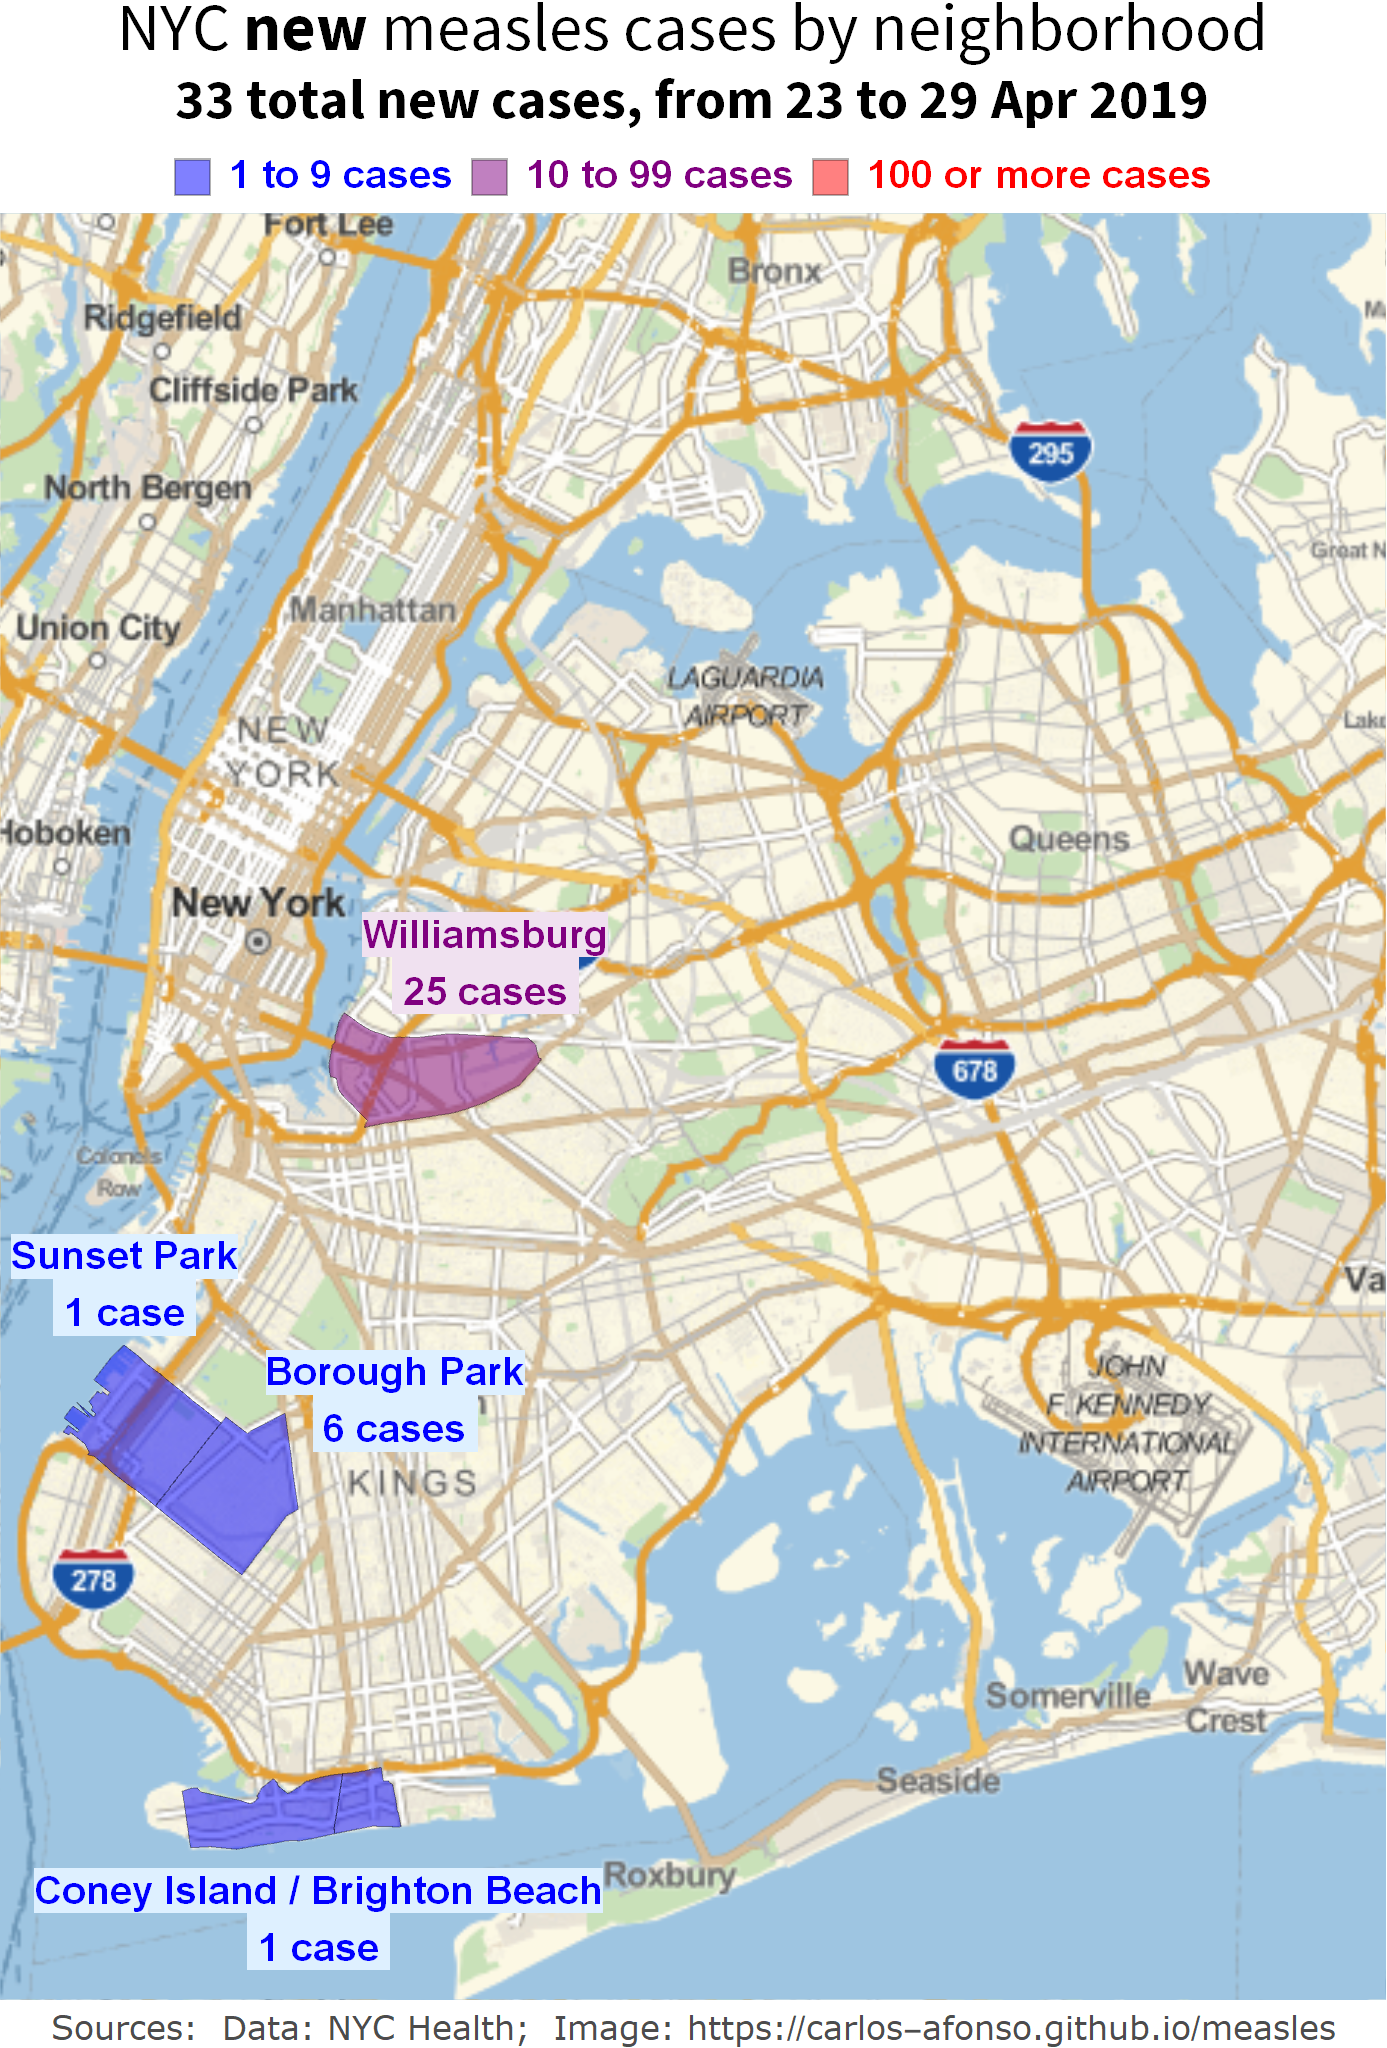 NYC new measles cases by neighborhood
33 total new cases, from 23 to 29 Apr 2019
1 to 9 cases 10 to 99 cases 100 or more cases
Fort Lee
Bronx
Ridgefield
Cliffside Park
295
North Bergen
Great N
Manhattan
Union City
LAGUARDIA
AIRPORT
Lake
NEW
YORK
Hoboken
Queens
New York
Williamsburg
25 cases
678
Colonels
Row
Sunset Park
1 case
Va
Borough Park
6 cases
JOHN
F. KENNEDY
INTERNATIONAL
AIRPORT
KINGS
278
Wave
Crest
Somerville
Seaside
Roxbury
Coney Island / Brighton Beach
1 case
Sources: Data: NYC Health; Image: https://carlos–afonso.github.io/measles